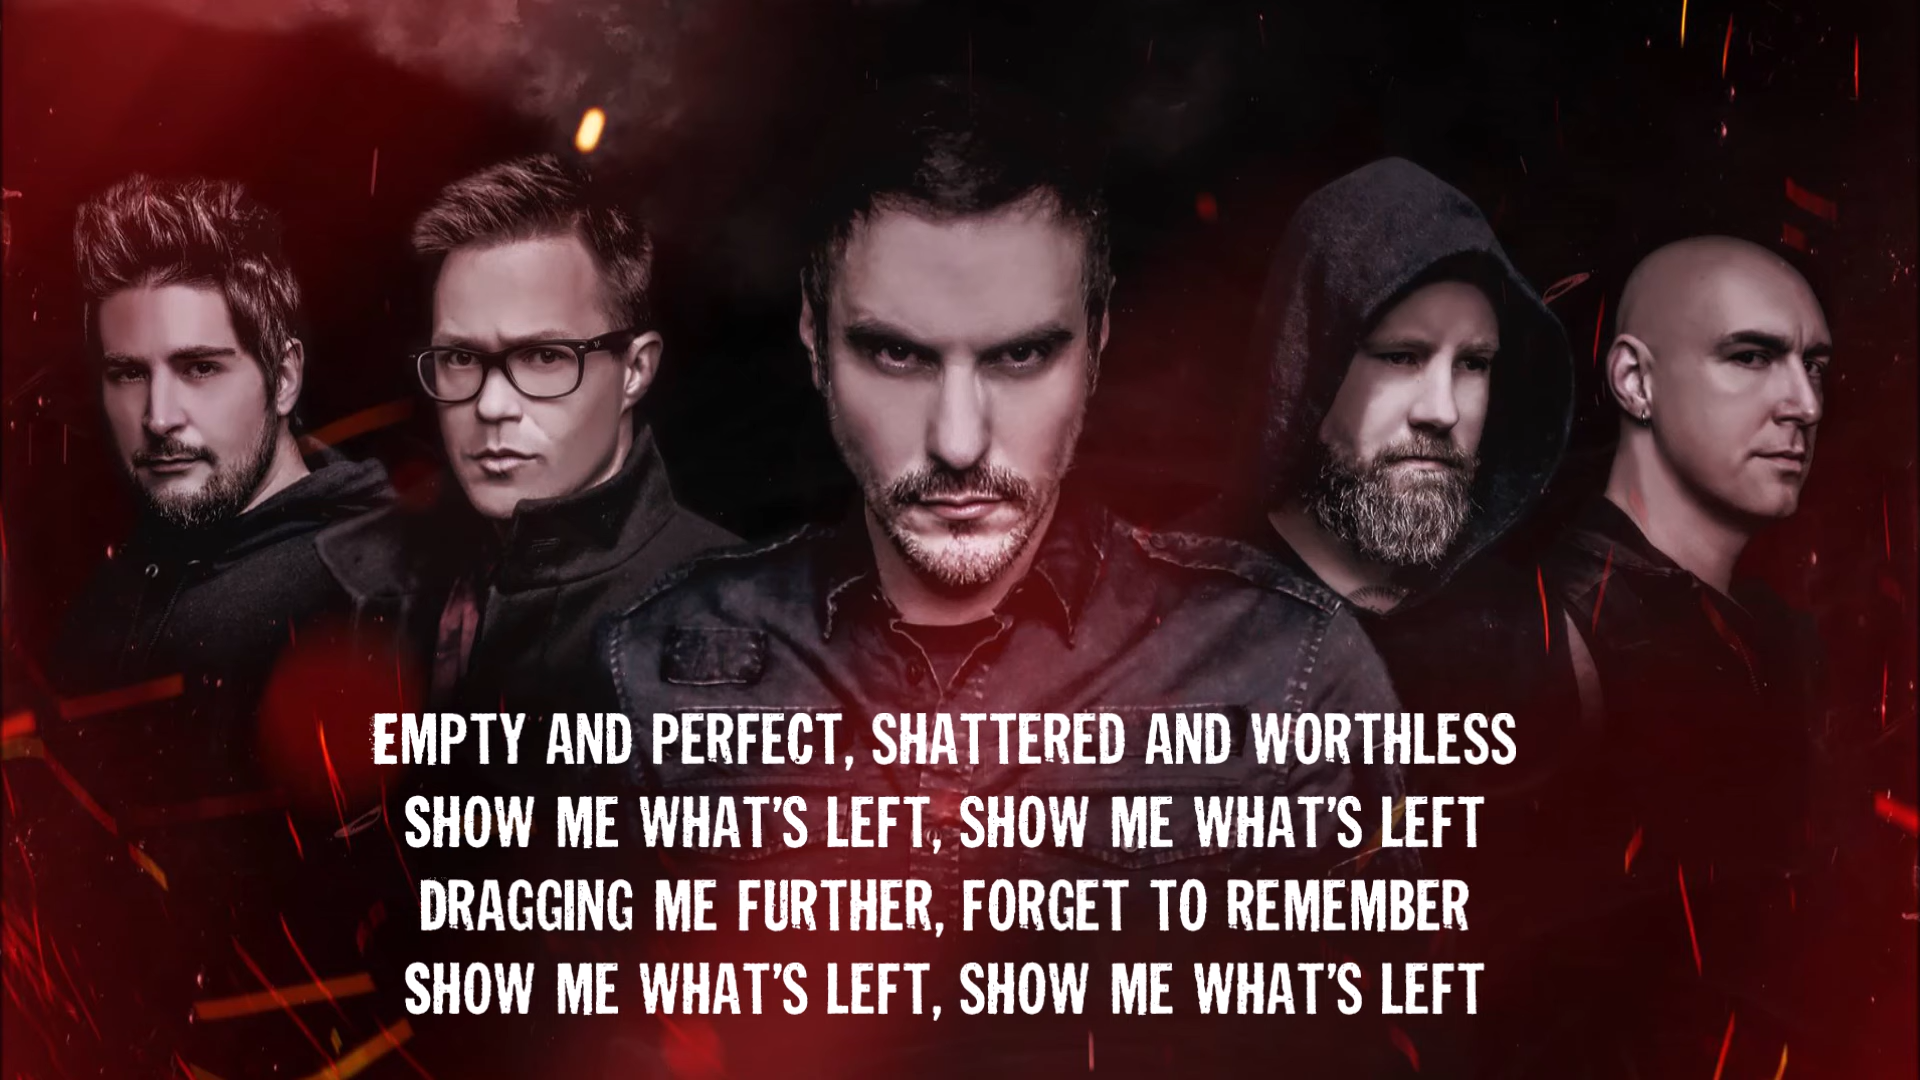 EMPTY AND PERFECT, SHATTERED AND WORTHLESS
SHOW ME WHAT'S LEFT, SHOW ME WHAT'S LEFT
DRAGGING ME FURTHER, FORGET TO REMEMBER
SHOW ME WHAT'S LEFT, SHOW ME WHAT'S LEFT